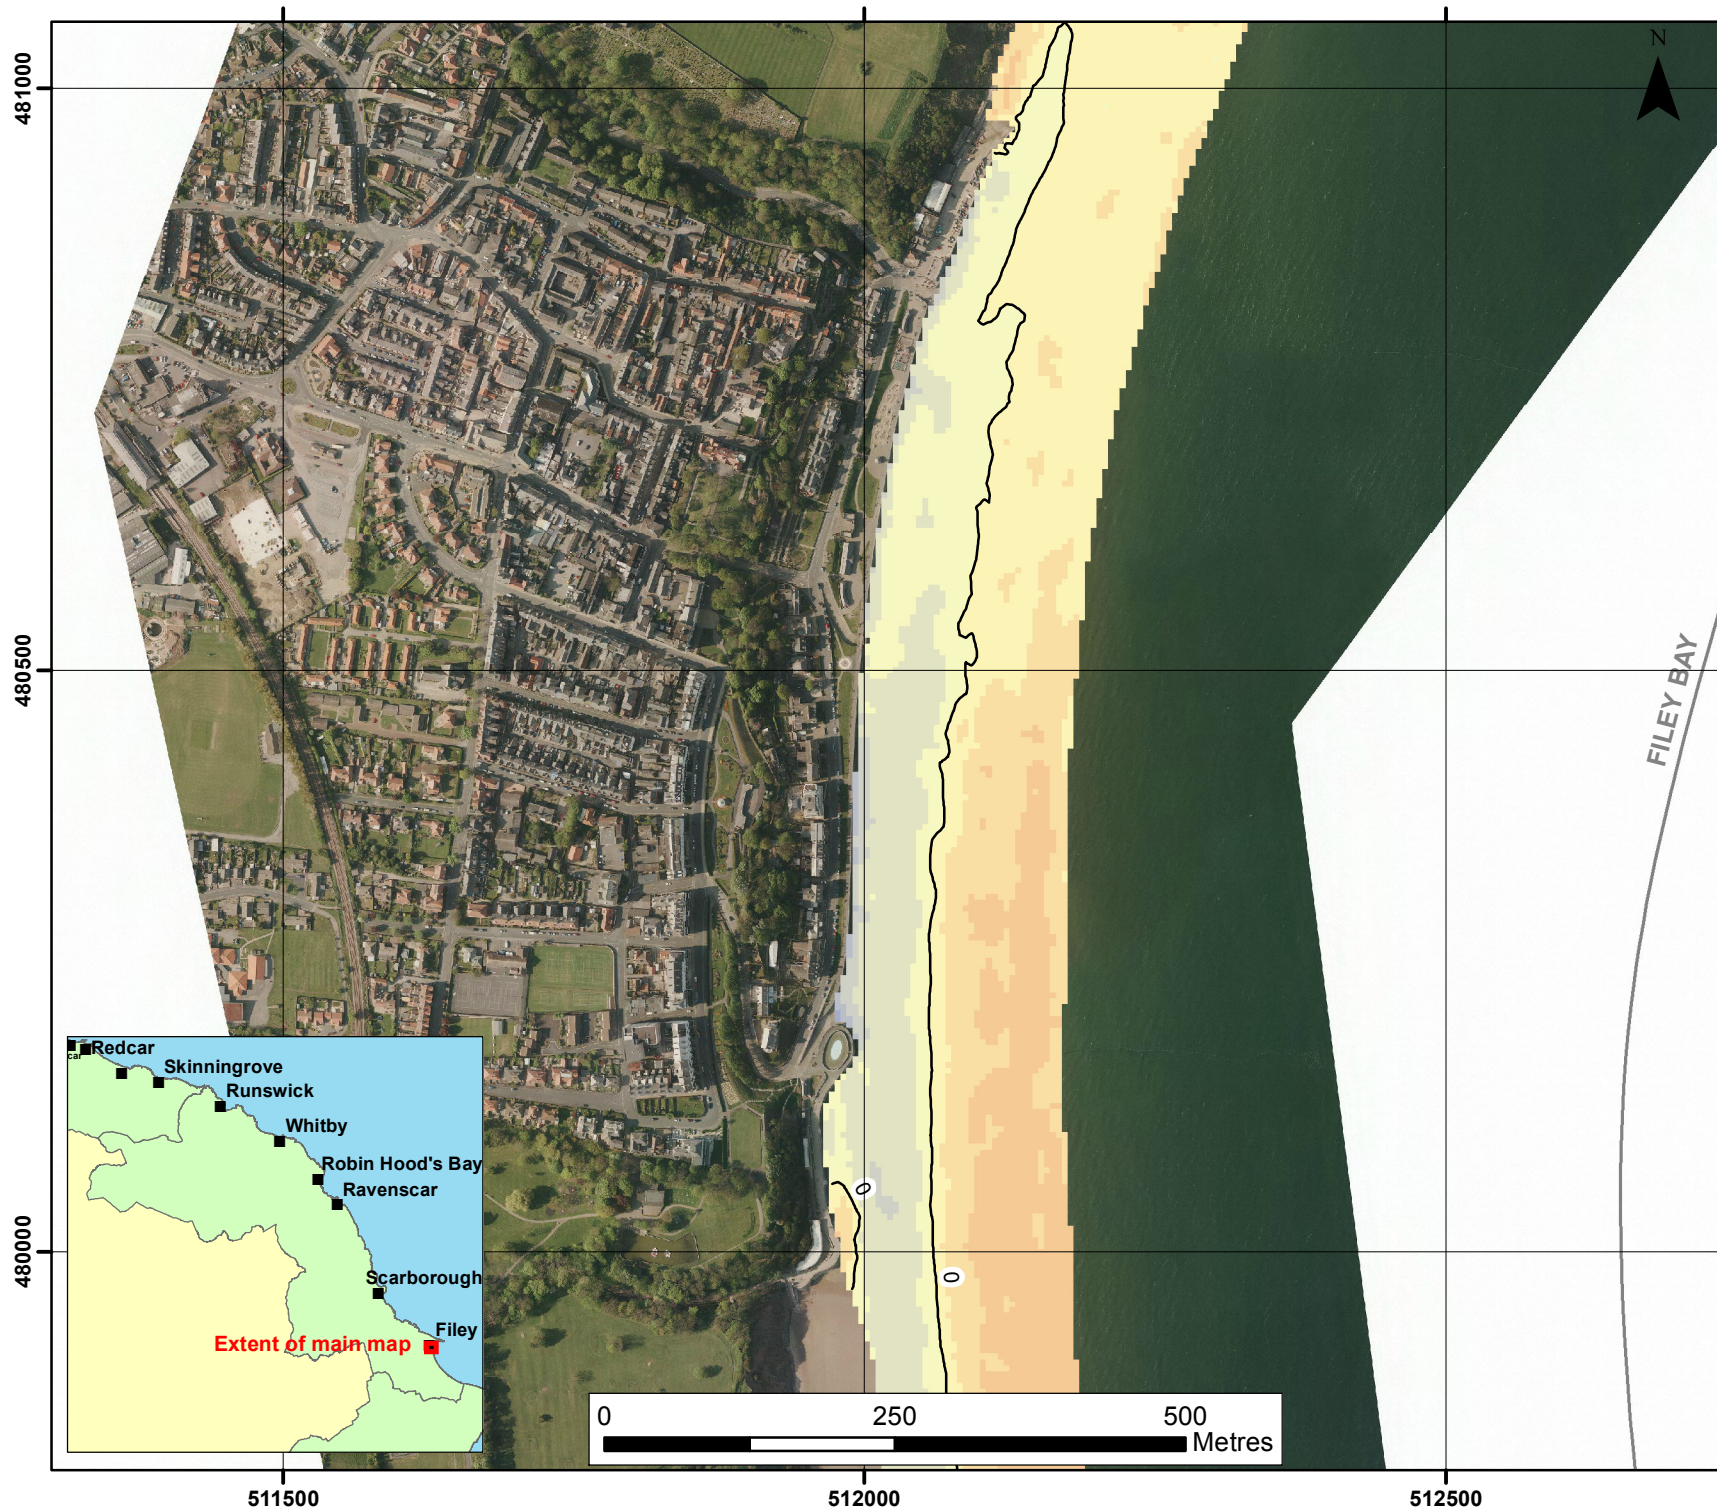 N
481000
480500
480000
FILEY BAY
0
0
car
Redcar
Skinningrove
Runswick
Whitby
Robin Hood's Bay
Ravenscar
Scarborough
Filey
Extent of main map
0 250 500
Metres
511500 512000 512500